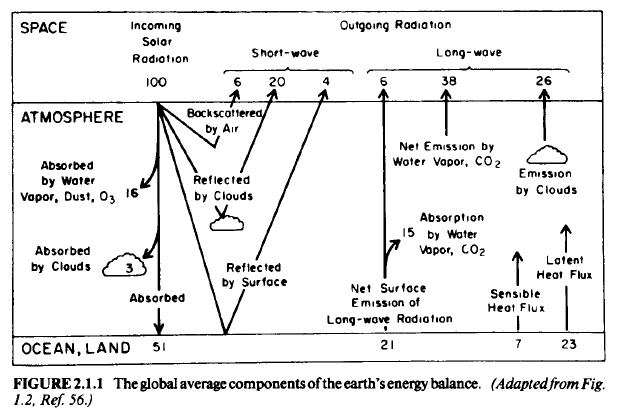 SPACE
Incoming
Solar
Radiation
100
Outgoing Radiation
Short-wave
Long-wave
6
20
4
6
38
26
ATMOSPHERE
Backscattered
by Air
Absorbed
by Water
Vapor, Dust, O3
16
Reflected
by Clouds
Net Emission by
Water Vapor, CO2
Emission
by Clouds
Absorbed
by Clouds
3
Reflected
by Surface
15
Absorption
by Water
Vapor, CO2
Absorbed
Net Surface
Emission of
Long-wave Radiation
Sensible
Heat Flux
Latent
Heat Flux
OCEAN, LAND
51
21
7
23
FIGURE 2.1.1 The global average components of the earth's energy balance. (Adapted from Fig.
1.2, Ref. 56.)